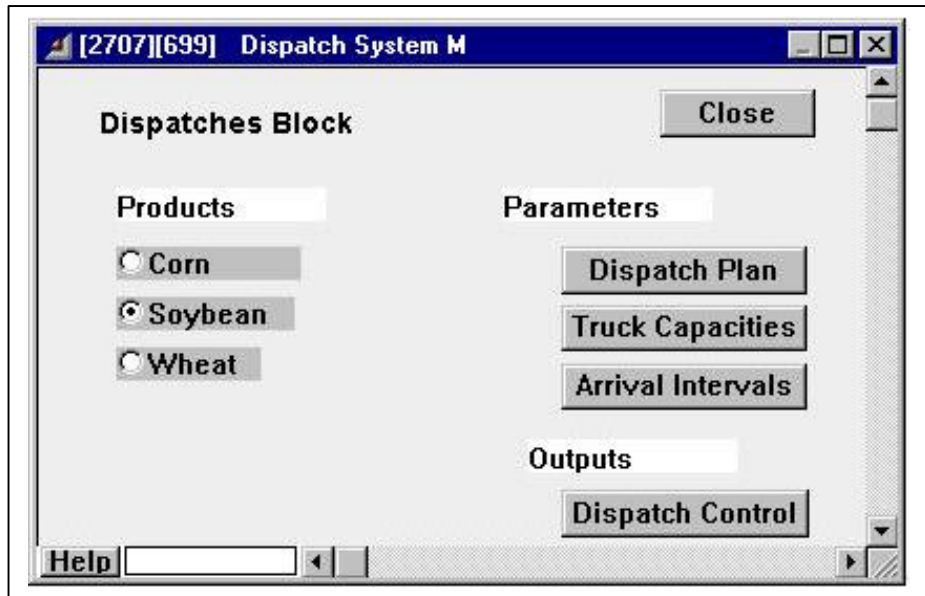 [2707][699] Dispatch System M
Dispatches Block
Close
Products
Parameters
Corn
Soybean
Wheat
Dispatch Plan
Truck Capacities
Arrival Intervals
Outputs
Dispatch Control
Help